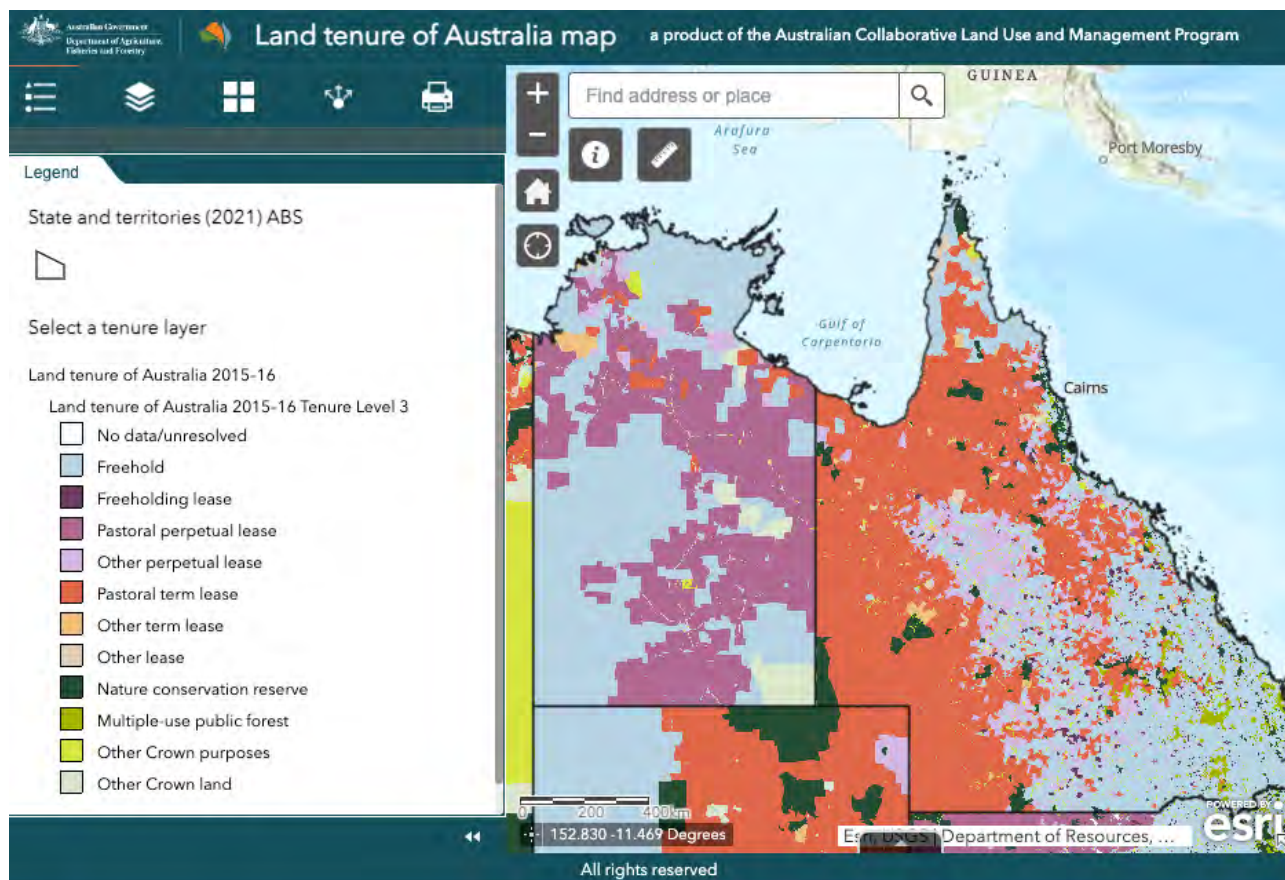 Australian Government
Department of Agriculture,
Fisheries and Forestry
Land tenure of Australia map
a product of the Australian Collaborative Land Use and Management Program
Find address or place
GUINEA
Arafura
Sea
Port Moresby
Legend
State and territories (2021) ABS
Gulf of
Carpentaria
Select a tenure layer
Land tenure of Australia 2015-16
Cairns
Land tenure of Australia 2015-16 Tenure Level 3
No data/unresolved
Freehold
Freeholding lease
Pastoral perpetual lease
Other perpetual lease
Pastoral term lease
Other term lease
Other lease
Nature conservation reserve
Multiple-use public forest
Other Crown purposes
Other Crown land
0 200 400km
POWERED BY
esri
152.830 -11.469 Degrees
Esri, USGS | Department of Resources, ...
All rights reserved